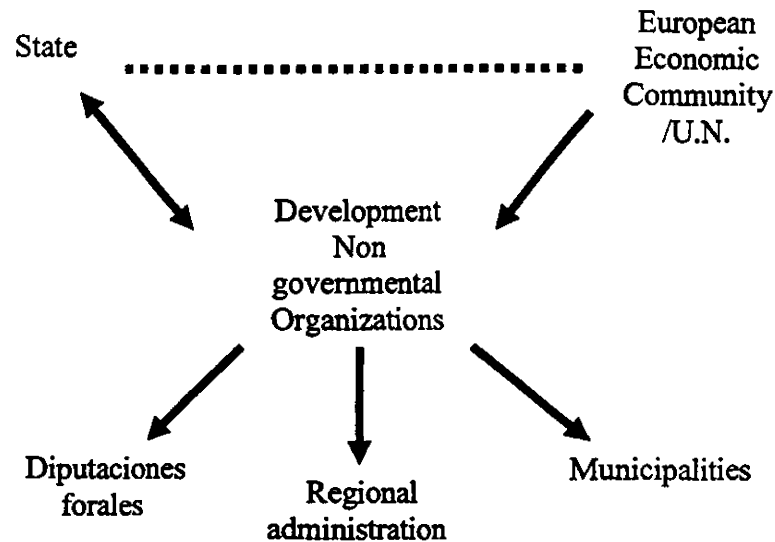 State
European
Economic
Community
/U.N.
Development
Non
governmental
Organizations
Diputaciones
forales
Regional
administration
Municipalities